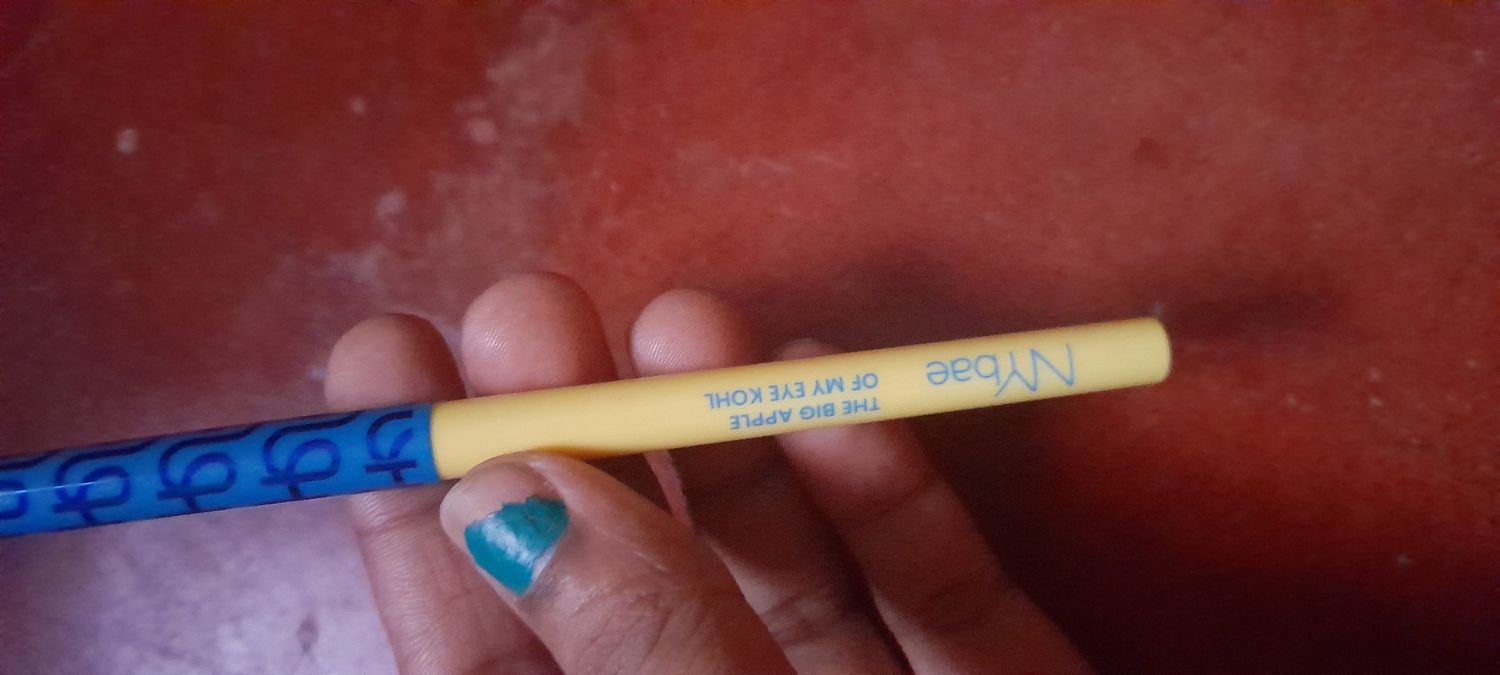 NYbae
THE BIG APPLE
OF MY EYE KOHL